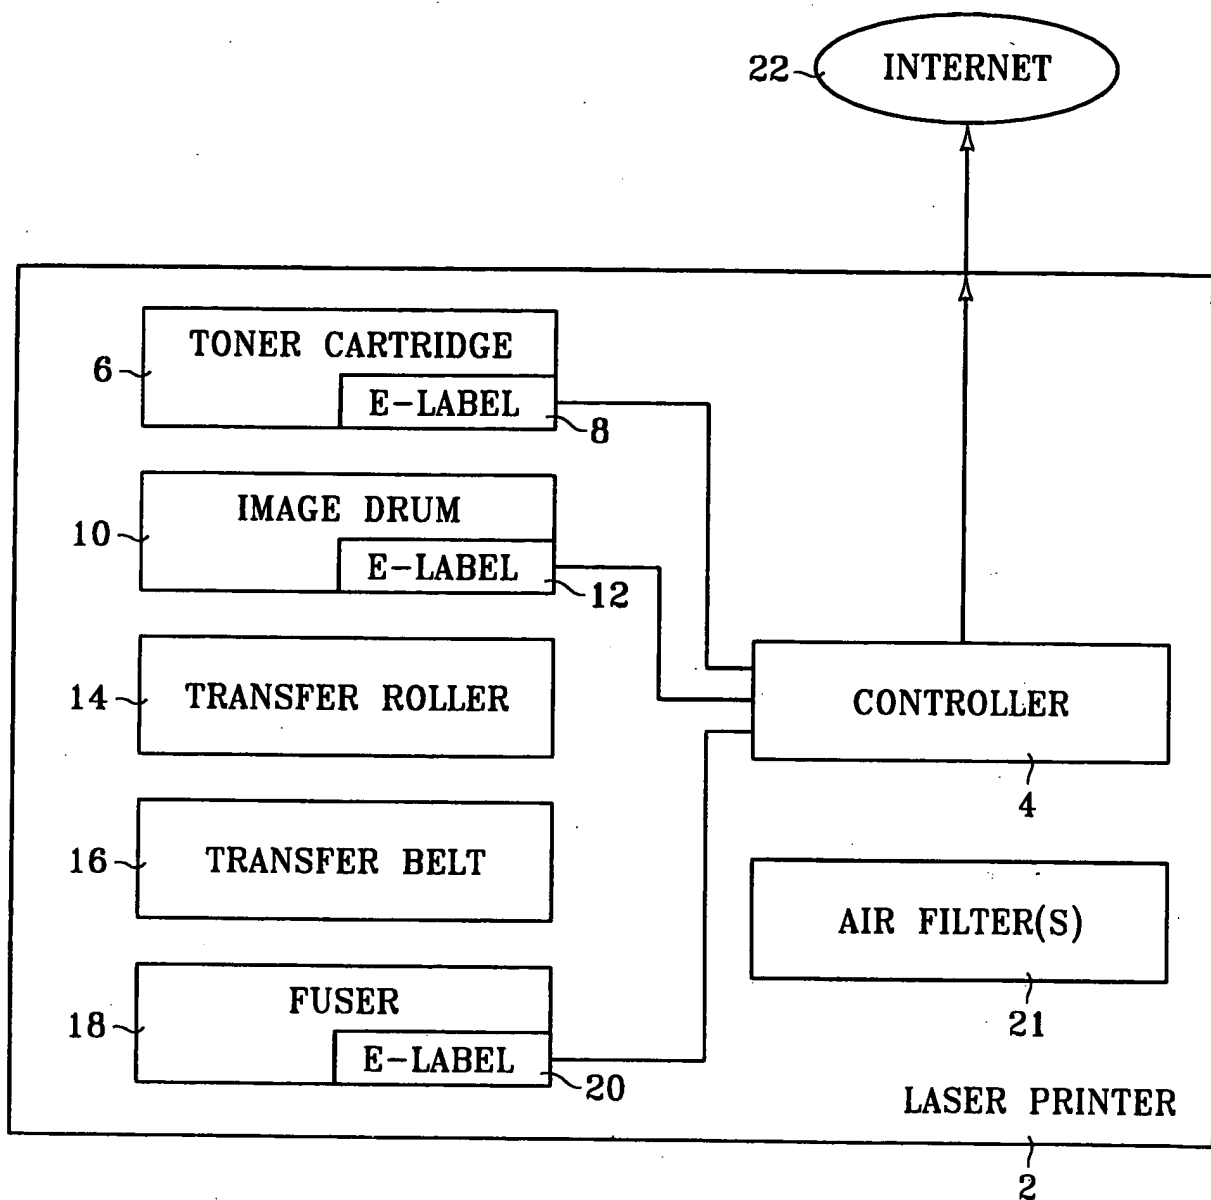 22 INTERNET
TONER CARTRIDGE
6
E-LABEL
8
IMAGE DRUM
10
E-LABEL
12
14 TRANSFER ROLLER
CONTROLLER
4
16 TRANSFER BELT
AIR FILTER(S)
21
FUSER
18
E-LABEL
20
LASER PRINTER
2